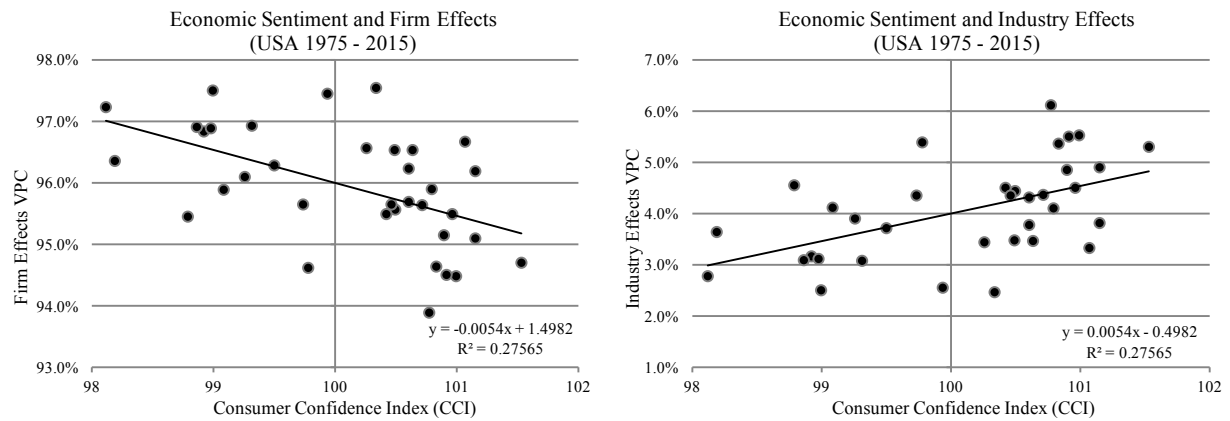 Economic Sentiment and Firm Effects
(USA 1975 - 2015)
98.0%
97.0%
96.0%
95.0%
94.0%
93.0%
Firm Effects VPC
y = -0.0054x + 1.4982
R² = 0.27565
98 99 100 101 102
Consumer Confidence Index (CCI)
Economic Sentiment and Industry Effects
(USA 1975 - 2015)
7.0%
6.0%
5.0%
4.0%
3.0%
2.0%
1.0%
Industry Effects VPC
y = 0.0054x - 0.4982
R² = 0.27565
98 99 100 101 102
Consumer Confidence Index (CCI)